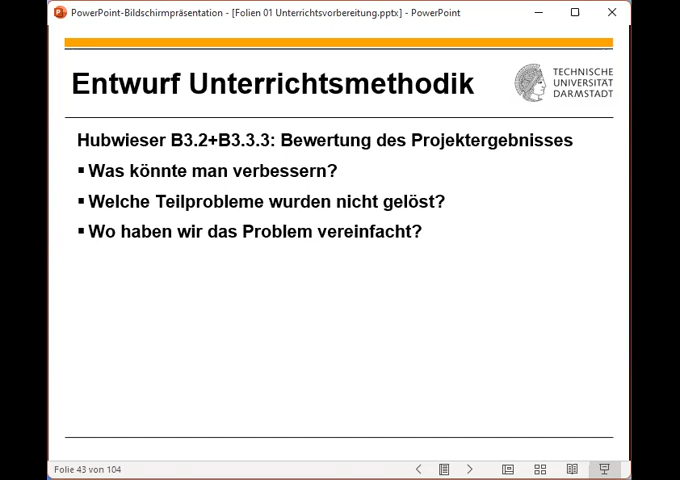 PowerPoint-Bildschirmpräsentation - [Folien 01 Unterrichtsvorbereitung.pptx] - PowerPoint
Entwurf Unterrichtsmethodik
TECHNISCHE
UNIVERSITÄT
DARMSTADT
Hubwieser B3.2+B3.3.3: Bewertung des Projektergebnisses
▪ Was könnte man verbessern?
▪ Welche Teilprobleme wurden nicht gelöst?
▪ Wo haben wir das Problem vereinfacht?
Folie 43 von 104